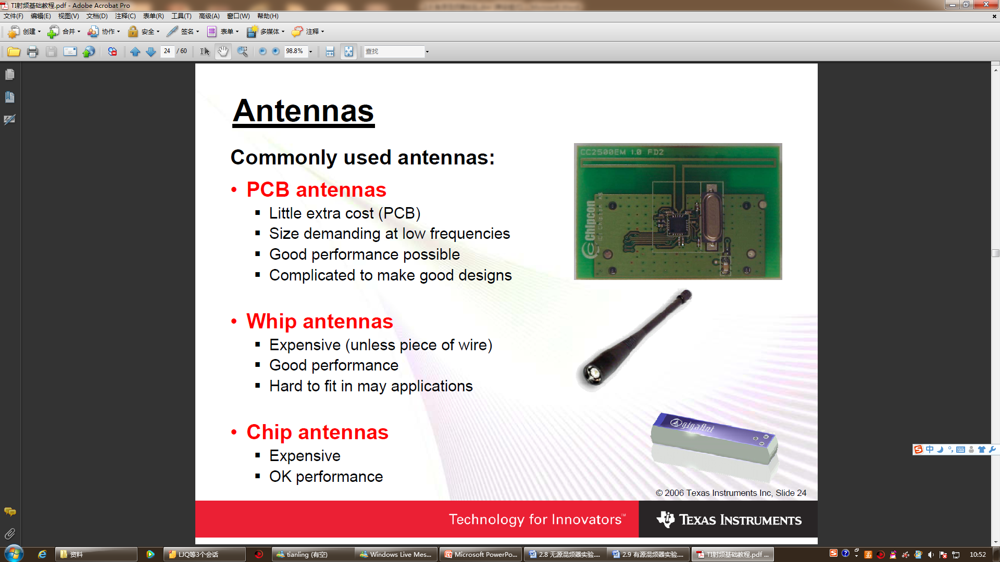 TI射频基础教程.pdf - Adobe Acrobat Pro
文件(F) 编辑(E) 视图(V) 文档(D) 注释(C) 表单(R) 工具(T) 高级(A) 窗口(W) 帮助(H)
创建 合并 协作 安全 签名 表单 多媒体 注释
24 / 60 98.8% 查找
Antennas
Commonly used antennas:
• PCB antennas
▪ Little extra cost (PCB)
▪ Size demanding at low frequencies
▪ Good performance possible
▪ Complicated to make good designs
CC2500EM 1.0 FD2
Chipcon
• Whip antennas
▪ Expensive (unless piece of wire)
▪ Good performance
▪ Hard to fit in may applications
• Chip antennas
▪ Expensive
▪ OK performance
gigaAnt
中
© 2006 Texas Instruments Inc, Slide 24
Technology for Innovators™
TEXAS INSTRUMENTS
资料 LJQ等3个会话 tianling (有空) Windows Live Mes... Microsoft PowerPo... 2.8 无源混频器实验.... 2.9 有源混频器实验.... TI射频基础教程.pdf ... 10:52